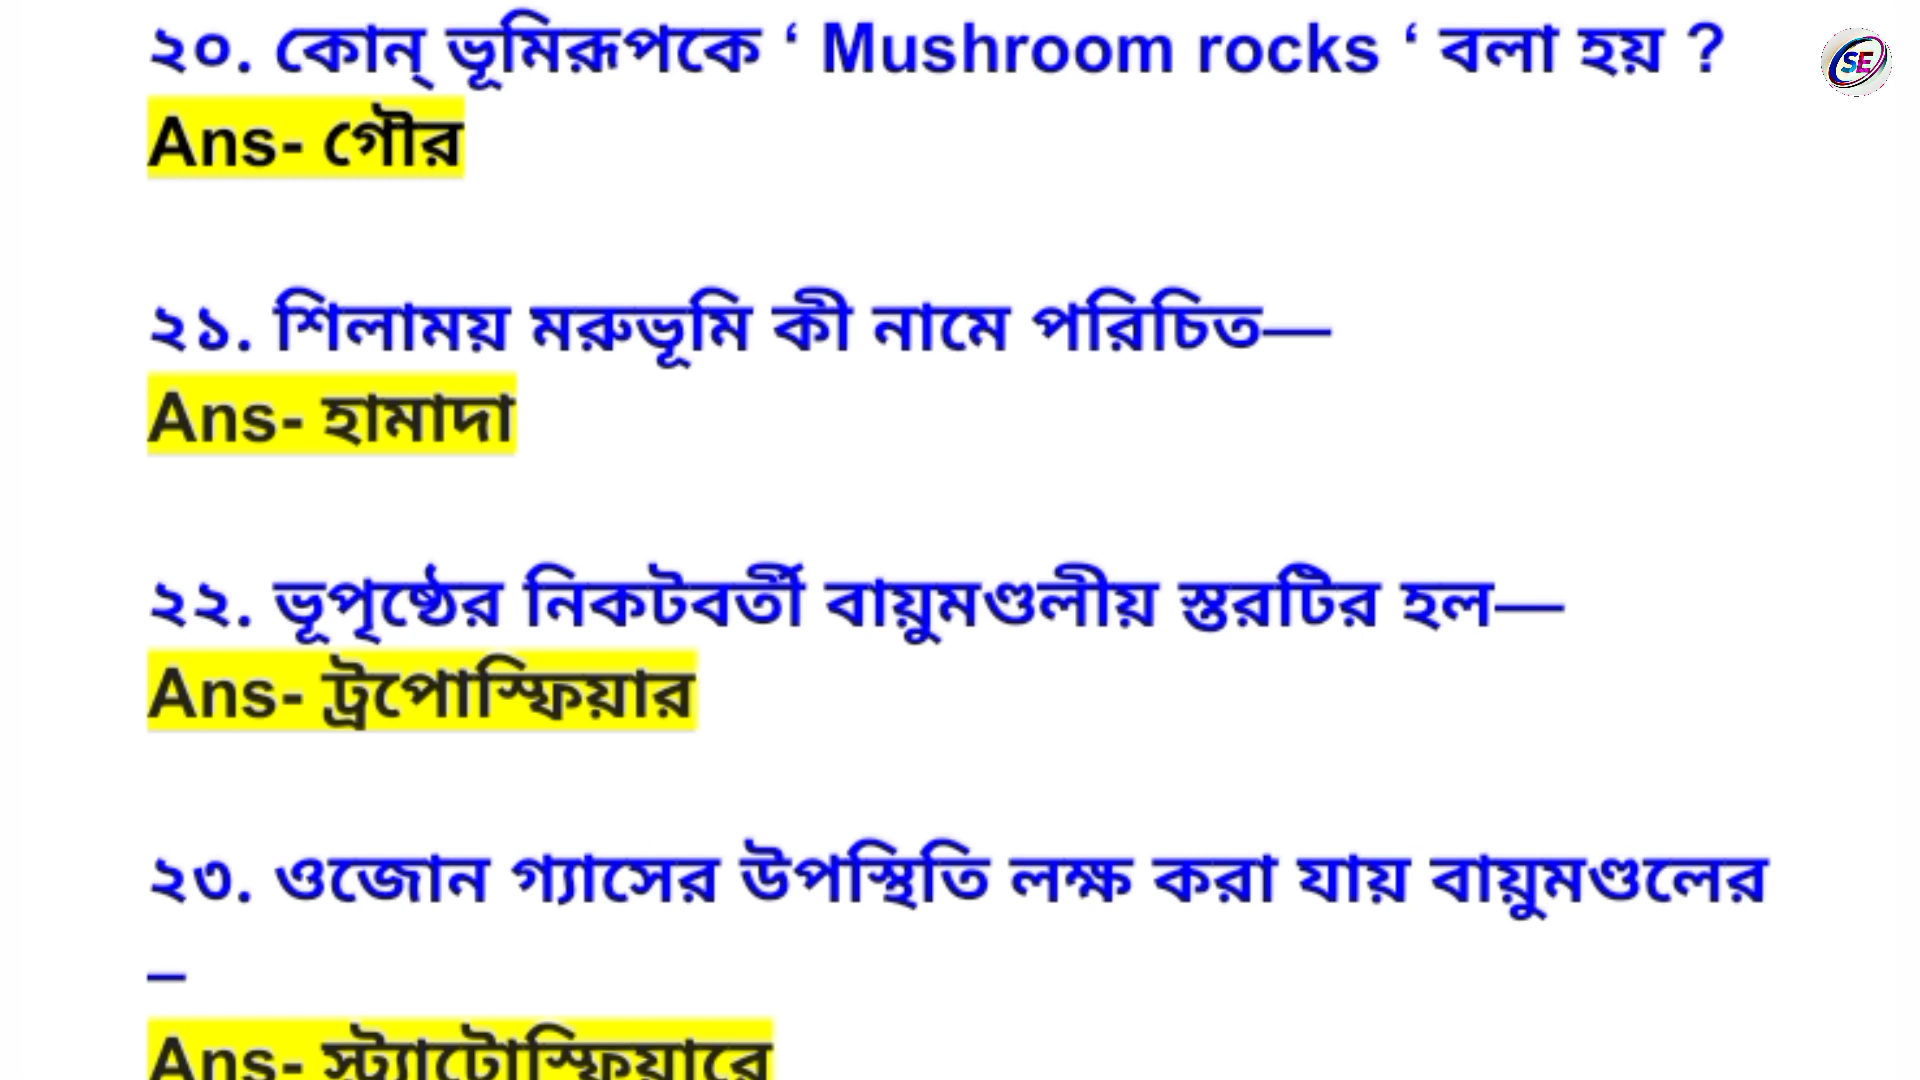 ২০. কোন্ ভূমিরূপকে ‘ Mushroom rocks ‘ বলা হয় ?
SE
Ans- গৌর
২১. শিলাময় মরুভূমি কী নামে পরিচিত—
Ans- হামাদা
২২. ভূপৃষ্ঠের নিকটবর্তী বায়ুমণ্ডলীয় স্তরটির হল—
Ans- ট্রপোস্ফিয়ার
২৩. ওজোন গ্যাসের উপস্থিতি লক্ষ করা যায় বায়ুমণ্ডলের
–
Ans- স্ট্যাটোস্ফিয়ারে